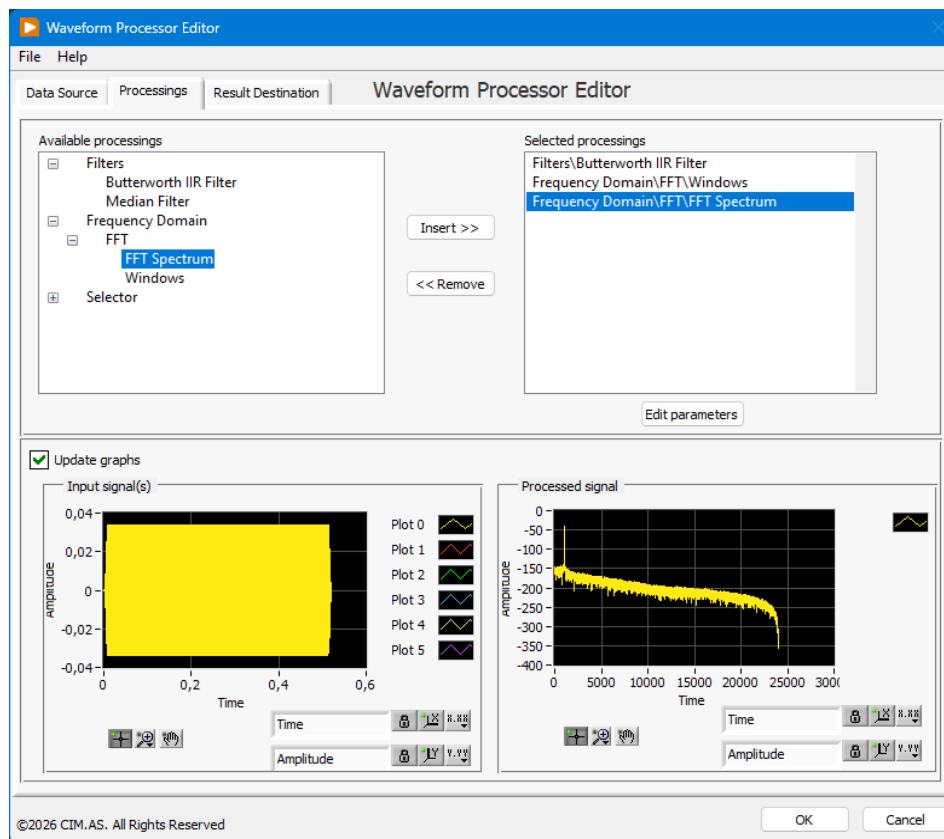 Waveform Processor Editor
File Help
Data Source Processings Result Destination Waveform Processor Editor
Available processings
Filters
Butterworth IIR Filter
Median Filter
Frequency Domain
FFT
FFT Spectrum
Windows
Selector
Insert >>
<< Remove
Selected processings
Filters\Butterworth IIR Filter
Frequency Domain\FFT\Windows
Frequency Domain\FFT\FFT Spectrum
Edit parameters
Update graphs
Input signal(s)
Amplitude
0,04
0,02
0
-0,02
-0,04
0 0,2 0,4 0,6
Time
Plot 0
Plot 1
Plot 2
Plot 3
Plot 4
Plot 5
Time
X X.XX
Amplitude
Y Y.YY
Processed signal
Amplitude
0
-50
-100
-150
-200
-250
-300
-350
-400
0 5000 10000 15000 20000 25000 3000
Time
Time
X X.XX
Amplitude
Y Y.YY
©2026 CIM.AS. All Rights Reserved
OK
Cancel